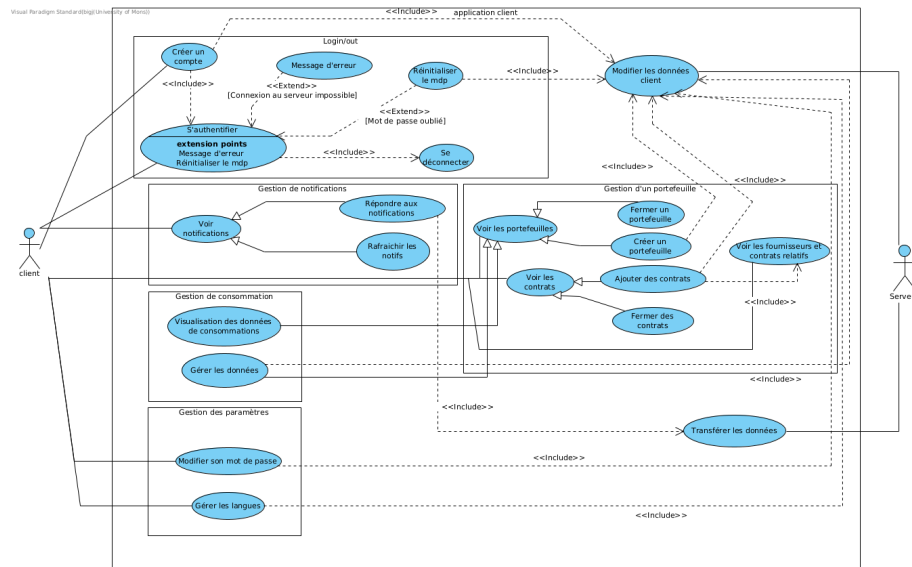 Visual Paradigm Standard(big(University of Mons))
<<Include>>
application client
Login/out
Créer un
compte
Message d'erreur
Réinitialiser
le mdp
<<Include>>
Modifier les données
client
<<Include>>
<<Extend>>
[Connexion au serveur impossible]
<<Extend>>
[Mot de passe oublié]
S'authentifier
extension points
Message d'erreur
Réinitialiser le mdp
<<Include>>
Se
déconnecter
<<Include>>
<<Include>>
Gestion de notifications
Gestion d'un portefeuille
Répondre aux
notifications
Voir
notifications
Rafraichir les
notifs
Voir les portefeuilles
Fermer un
portefeuille
Créer un
portefeuille
Voir les fournisseurs et
contrats relatifs
client
Voir les
contrats
Ajouter des contrats
Serve
Gestion de consommation
<<Include>>
Visualisation des données
de consommations
Fermer des
contrats
Gérer les données
<<Include>>
Gestion des paramètres
<<Include>>
Transférer les données
Modifier son mot de passe
<<Include>>
Gérer les langues
<<Include>>